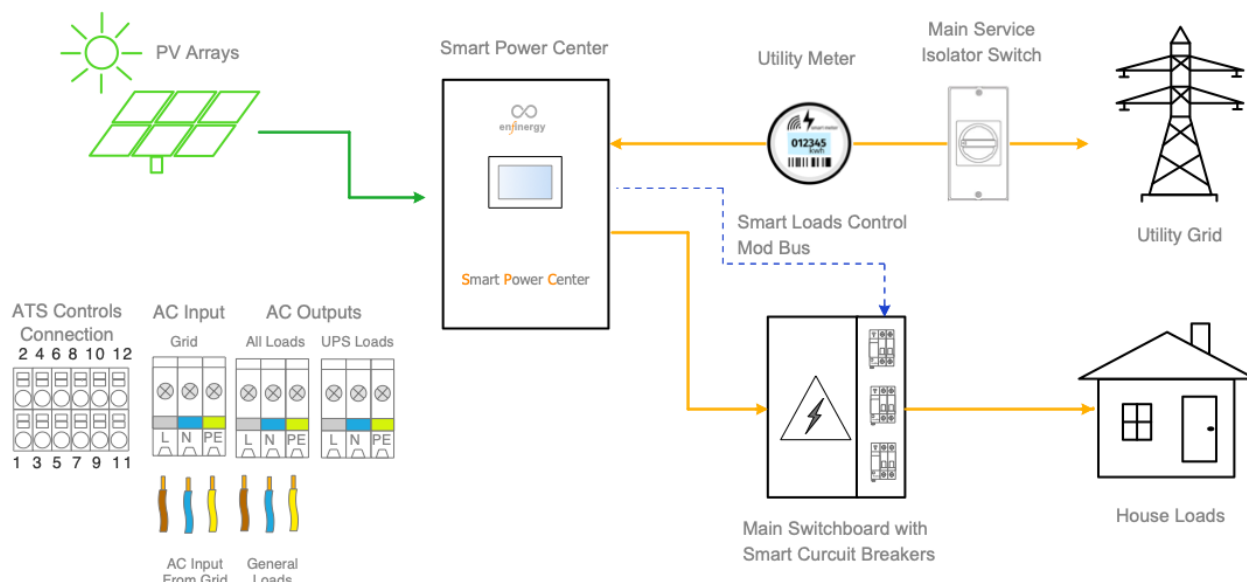 PV Arrays
Smart Power Center
enfinergy
Smart Power Center
Utility Meter
smart meter
012345
kwh
Main Service
Isolator Switch
Utility Grid
Smart Loads Control
Mod Bus
ATS Controls
Connection
2 4 6 8 10 12
1 3 5 7 9 11
AC Input
Grid
L N PE
AC Input
From Grid
AC Outputs
All Loads
L N PE
General
Loads
UPS Loads
L N PE
Main Switchboard with
Smart Curcuit Breakers
House Loads